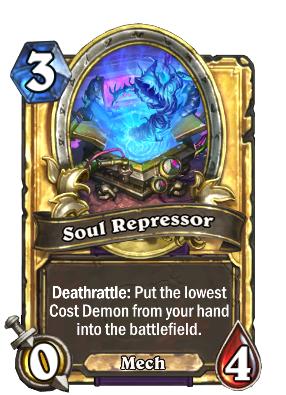 3
Soul Repressor
Deathrattle: Put the lowest
Cost Demon from your hand
into the battlefield.
0
Mech
4